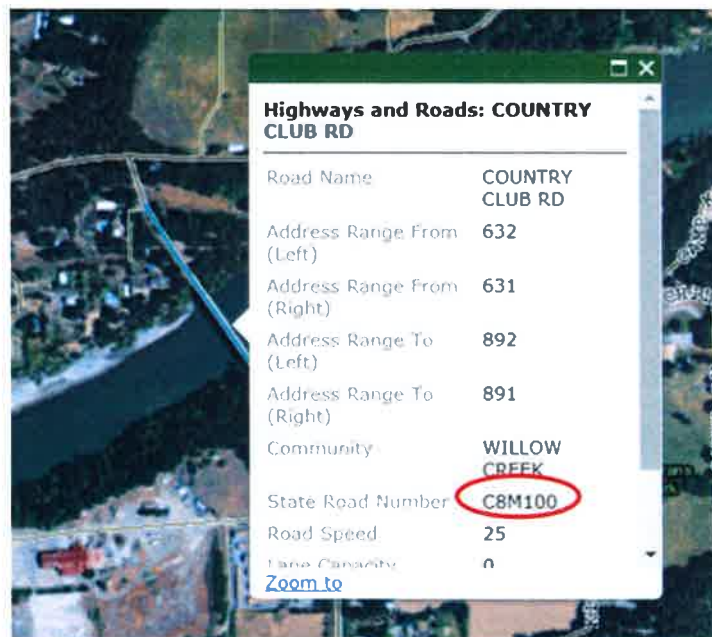 Highways and Roads: COUNTRY
CLUB RD
Road Name COUNTRY
CLUB RD
Address Range From 632
(Left)
Address Range From 631
(Right)
Address Range To 892
(Left)
Address Range To 891
(Right)
Community WILLOW
CREEK
State Road Number C8M100
Road Speed 25
Lane Capacity 0
Zoom to